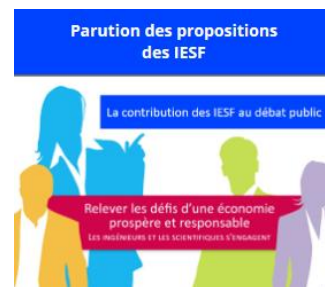 Parution des propositions
des IESF
La contribution des IESF au débat public
Relever les défis d'une économie
prospère et responsable
LES INGÉNIEURS ET LES SCIENTIFIQUES S'ENGAGENT